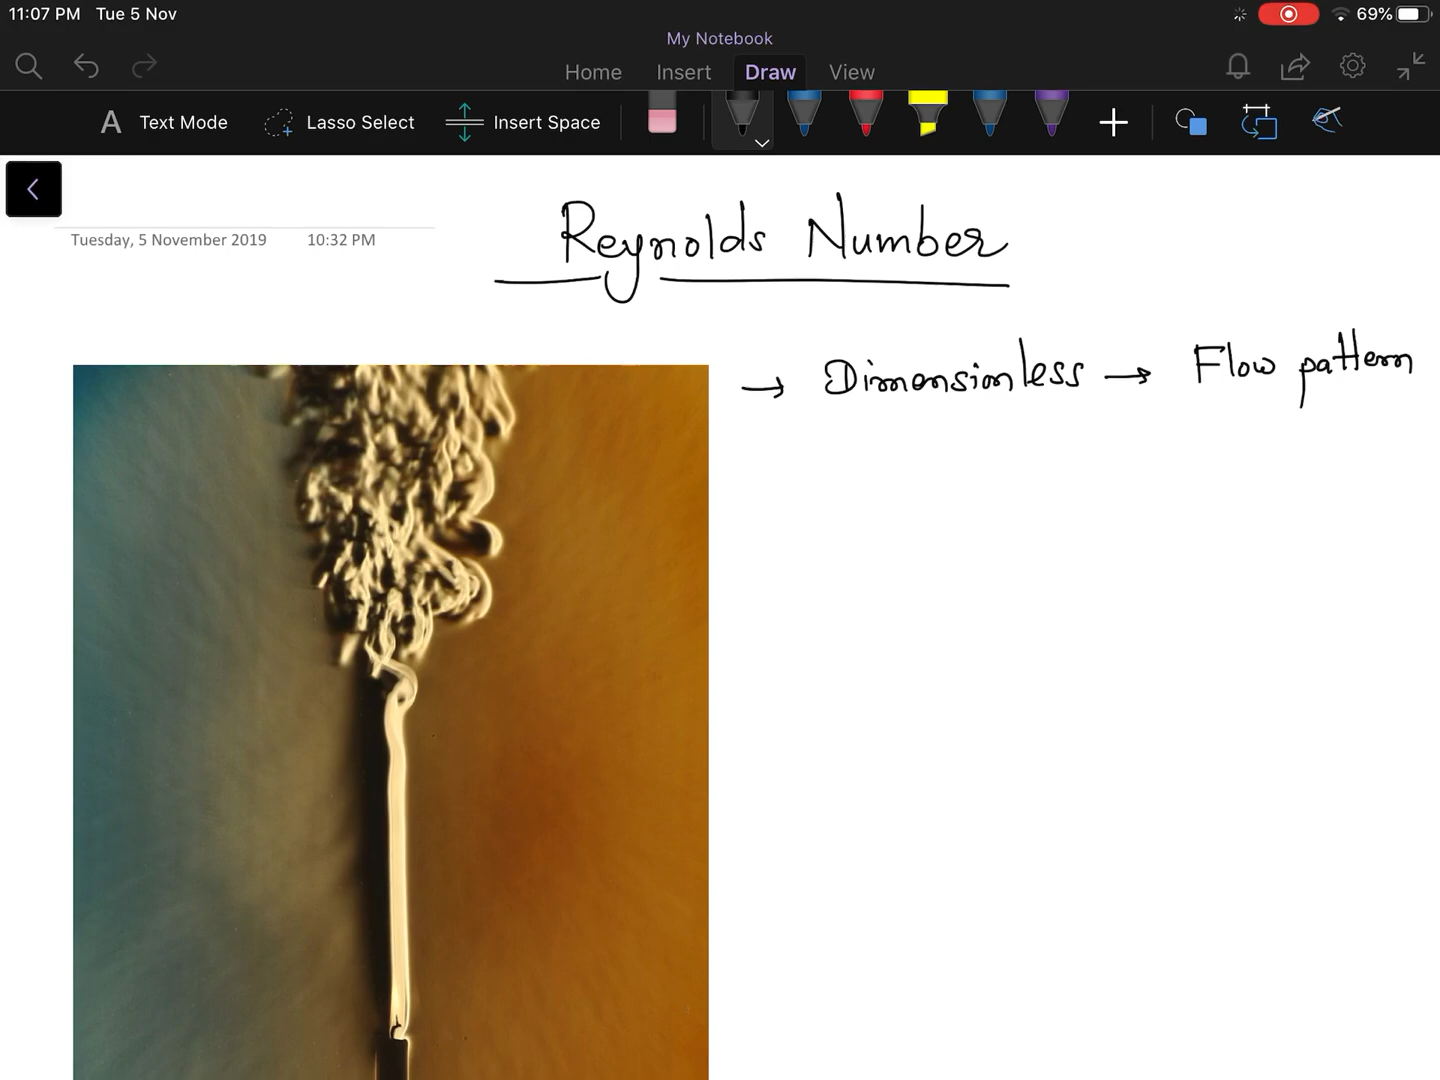 11:07 PM Tue 5 Nov
69%
My Notebook
Home Insert Draw View
A Text Mode Lasso Select Insert Space
Reynolds Number
Tuesday, 5 November 2019 10:32 PM
→ Dimensionless → Flow pattern